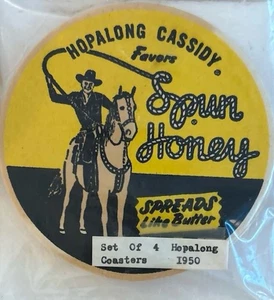 HOPALONG CASSIDY®
Favors
Spun
Honey
SPREADS
Like Butter
Set Of 4 Hopalong
Coasters 1950